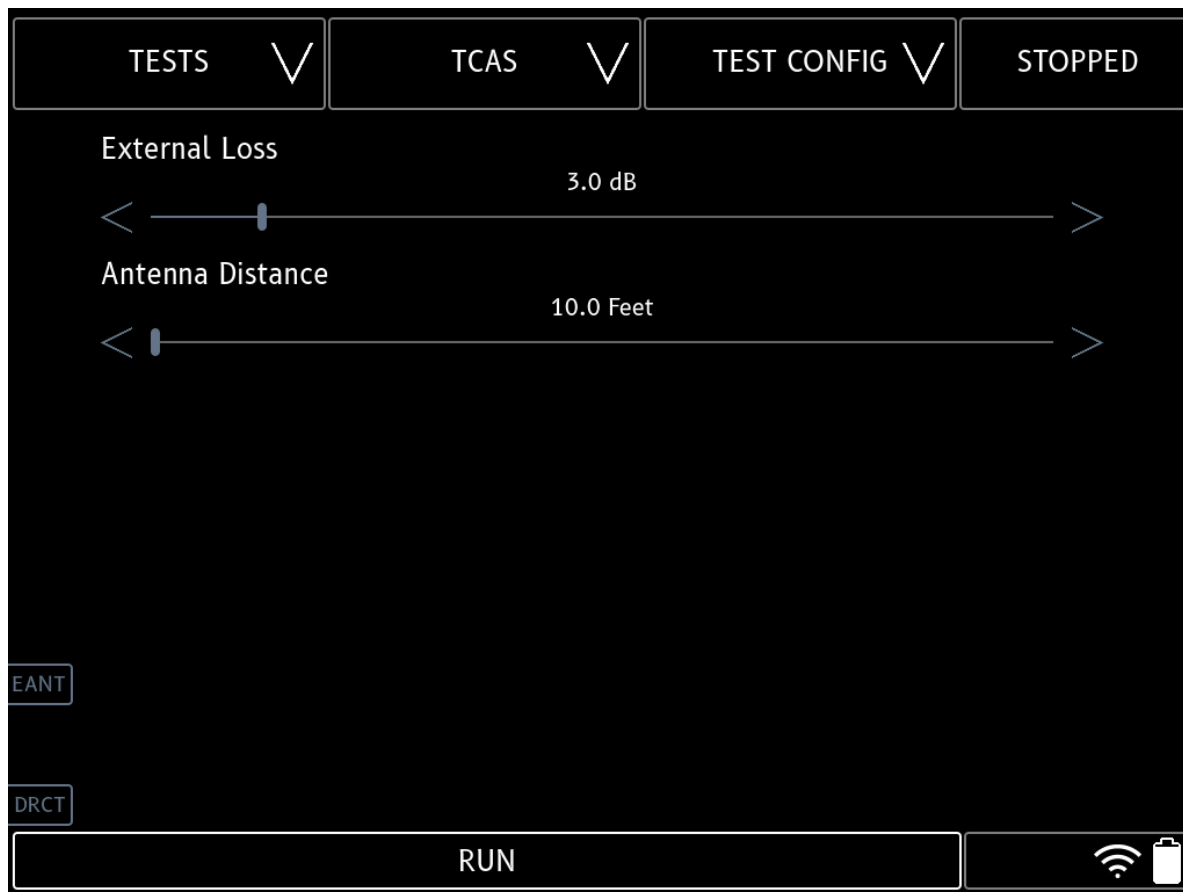 TESTS
TCAS
TEST CONFIG
STOPPED
External Loss
3.0 dB
Antenna Distance
10.0 Feet
EANT
DRCT
RUN